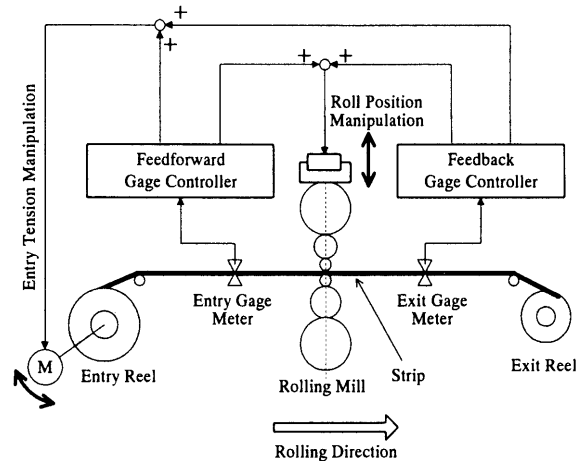 +
+
+
+
Roll Position
Manipulation
Entry Tension Manipulation
Feedforward
Gage Controller
Feedback
Gage Controller
Entry Gage
Meter
Exit Gage
Meter
M
Entry Reel
Rolling Mill
Strip
Exit Reel
Rolling Direction